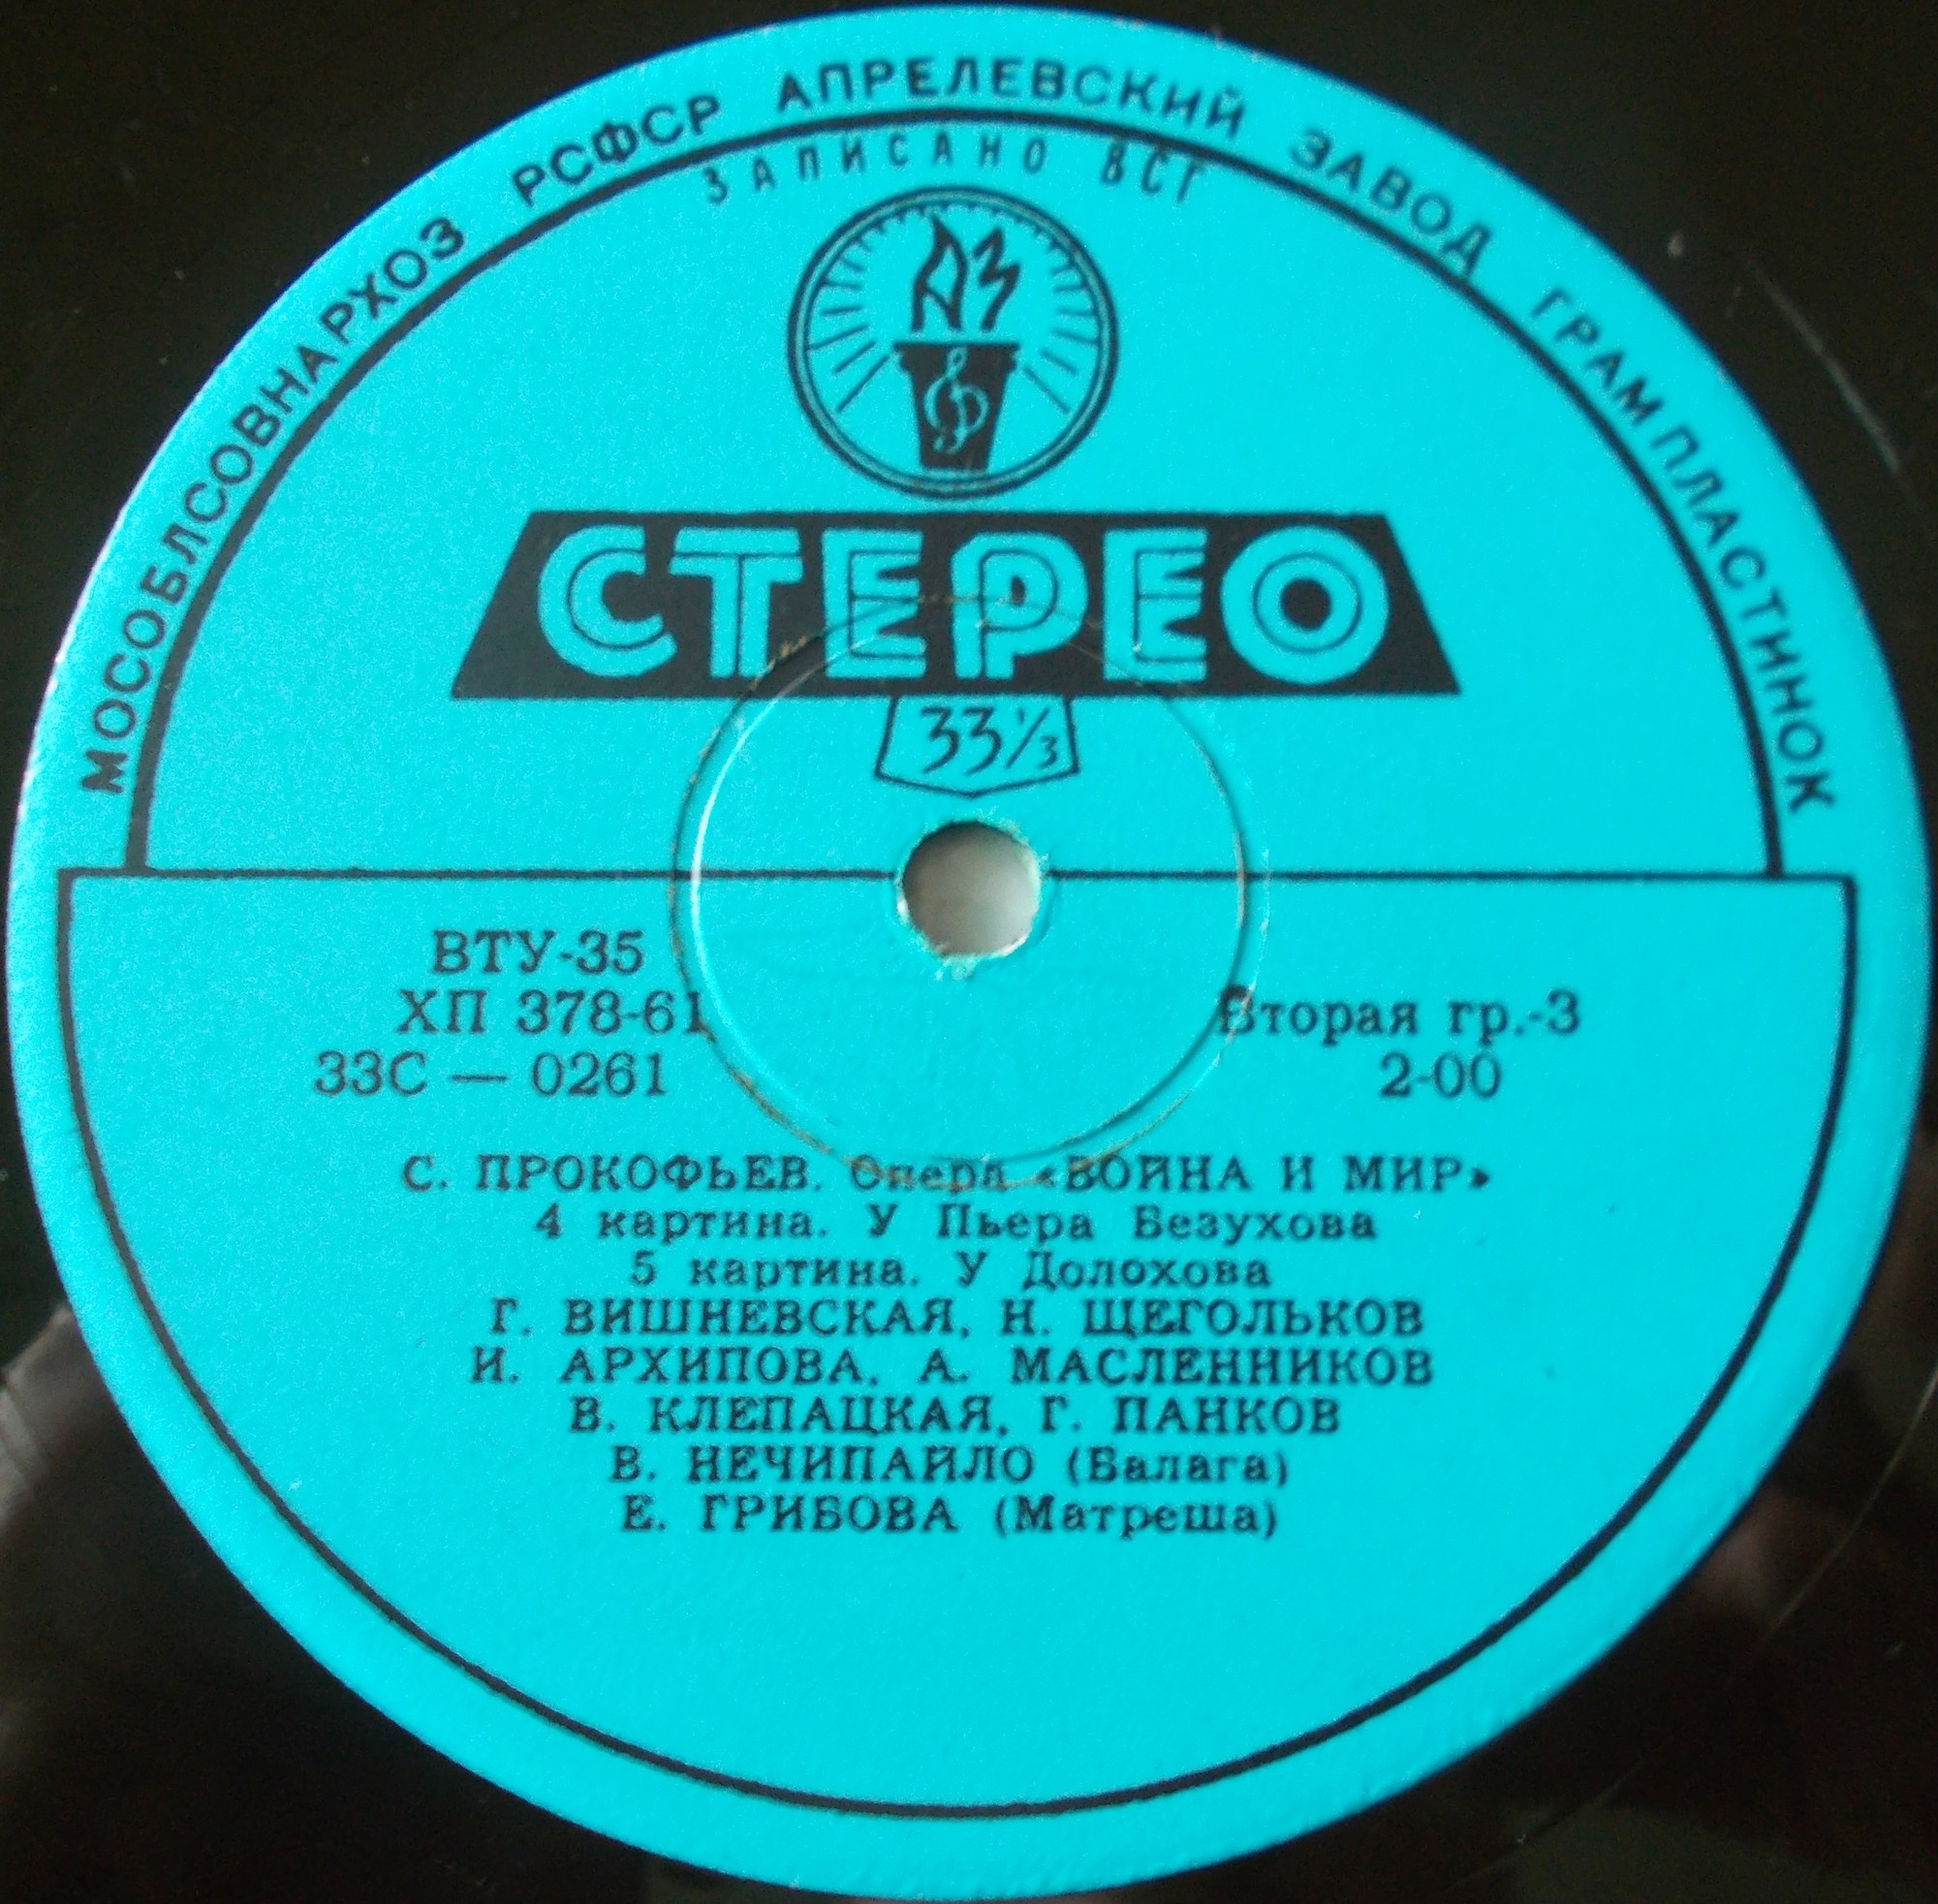 МОСОБЛСОВНАРХОЗ РСФСР АПРЕЛЕВСКИЙ ЗАВОД ГРАМПЛАСТИНОК
ЗАПИСАНО ВСГ
АЗ
СТЕРЕО
33 1/3
ВТУ-35
ХП 378-61
33С — 0261
Вторая гр.-3
2-00
С. ПРОКОФЬЕВ. Опера «ВОЙНА И МИР»
4 картина. У Пьера Безухова
5 картина. У Долохова
Г. ВИШНЕВСКАЯ, Н. ЩЕГОЛЬКОВ
И. АРХИПОВА, А. МАСЛЕННИКОВ
В. КЛЕПАЦКАЯ, Г. ПАНКОВ
В. НЕЧИПАЙЛО (Балага)
Е. ГРИБОВА (Матреша)